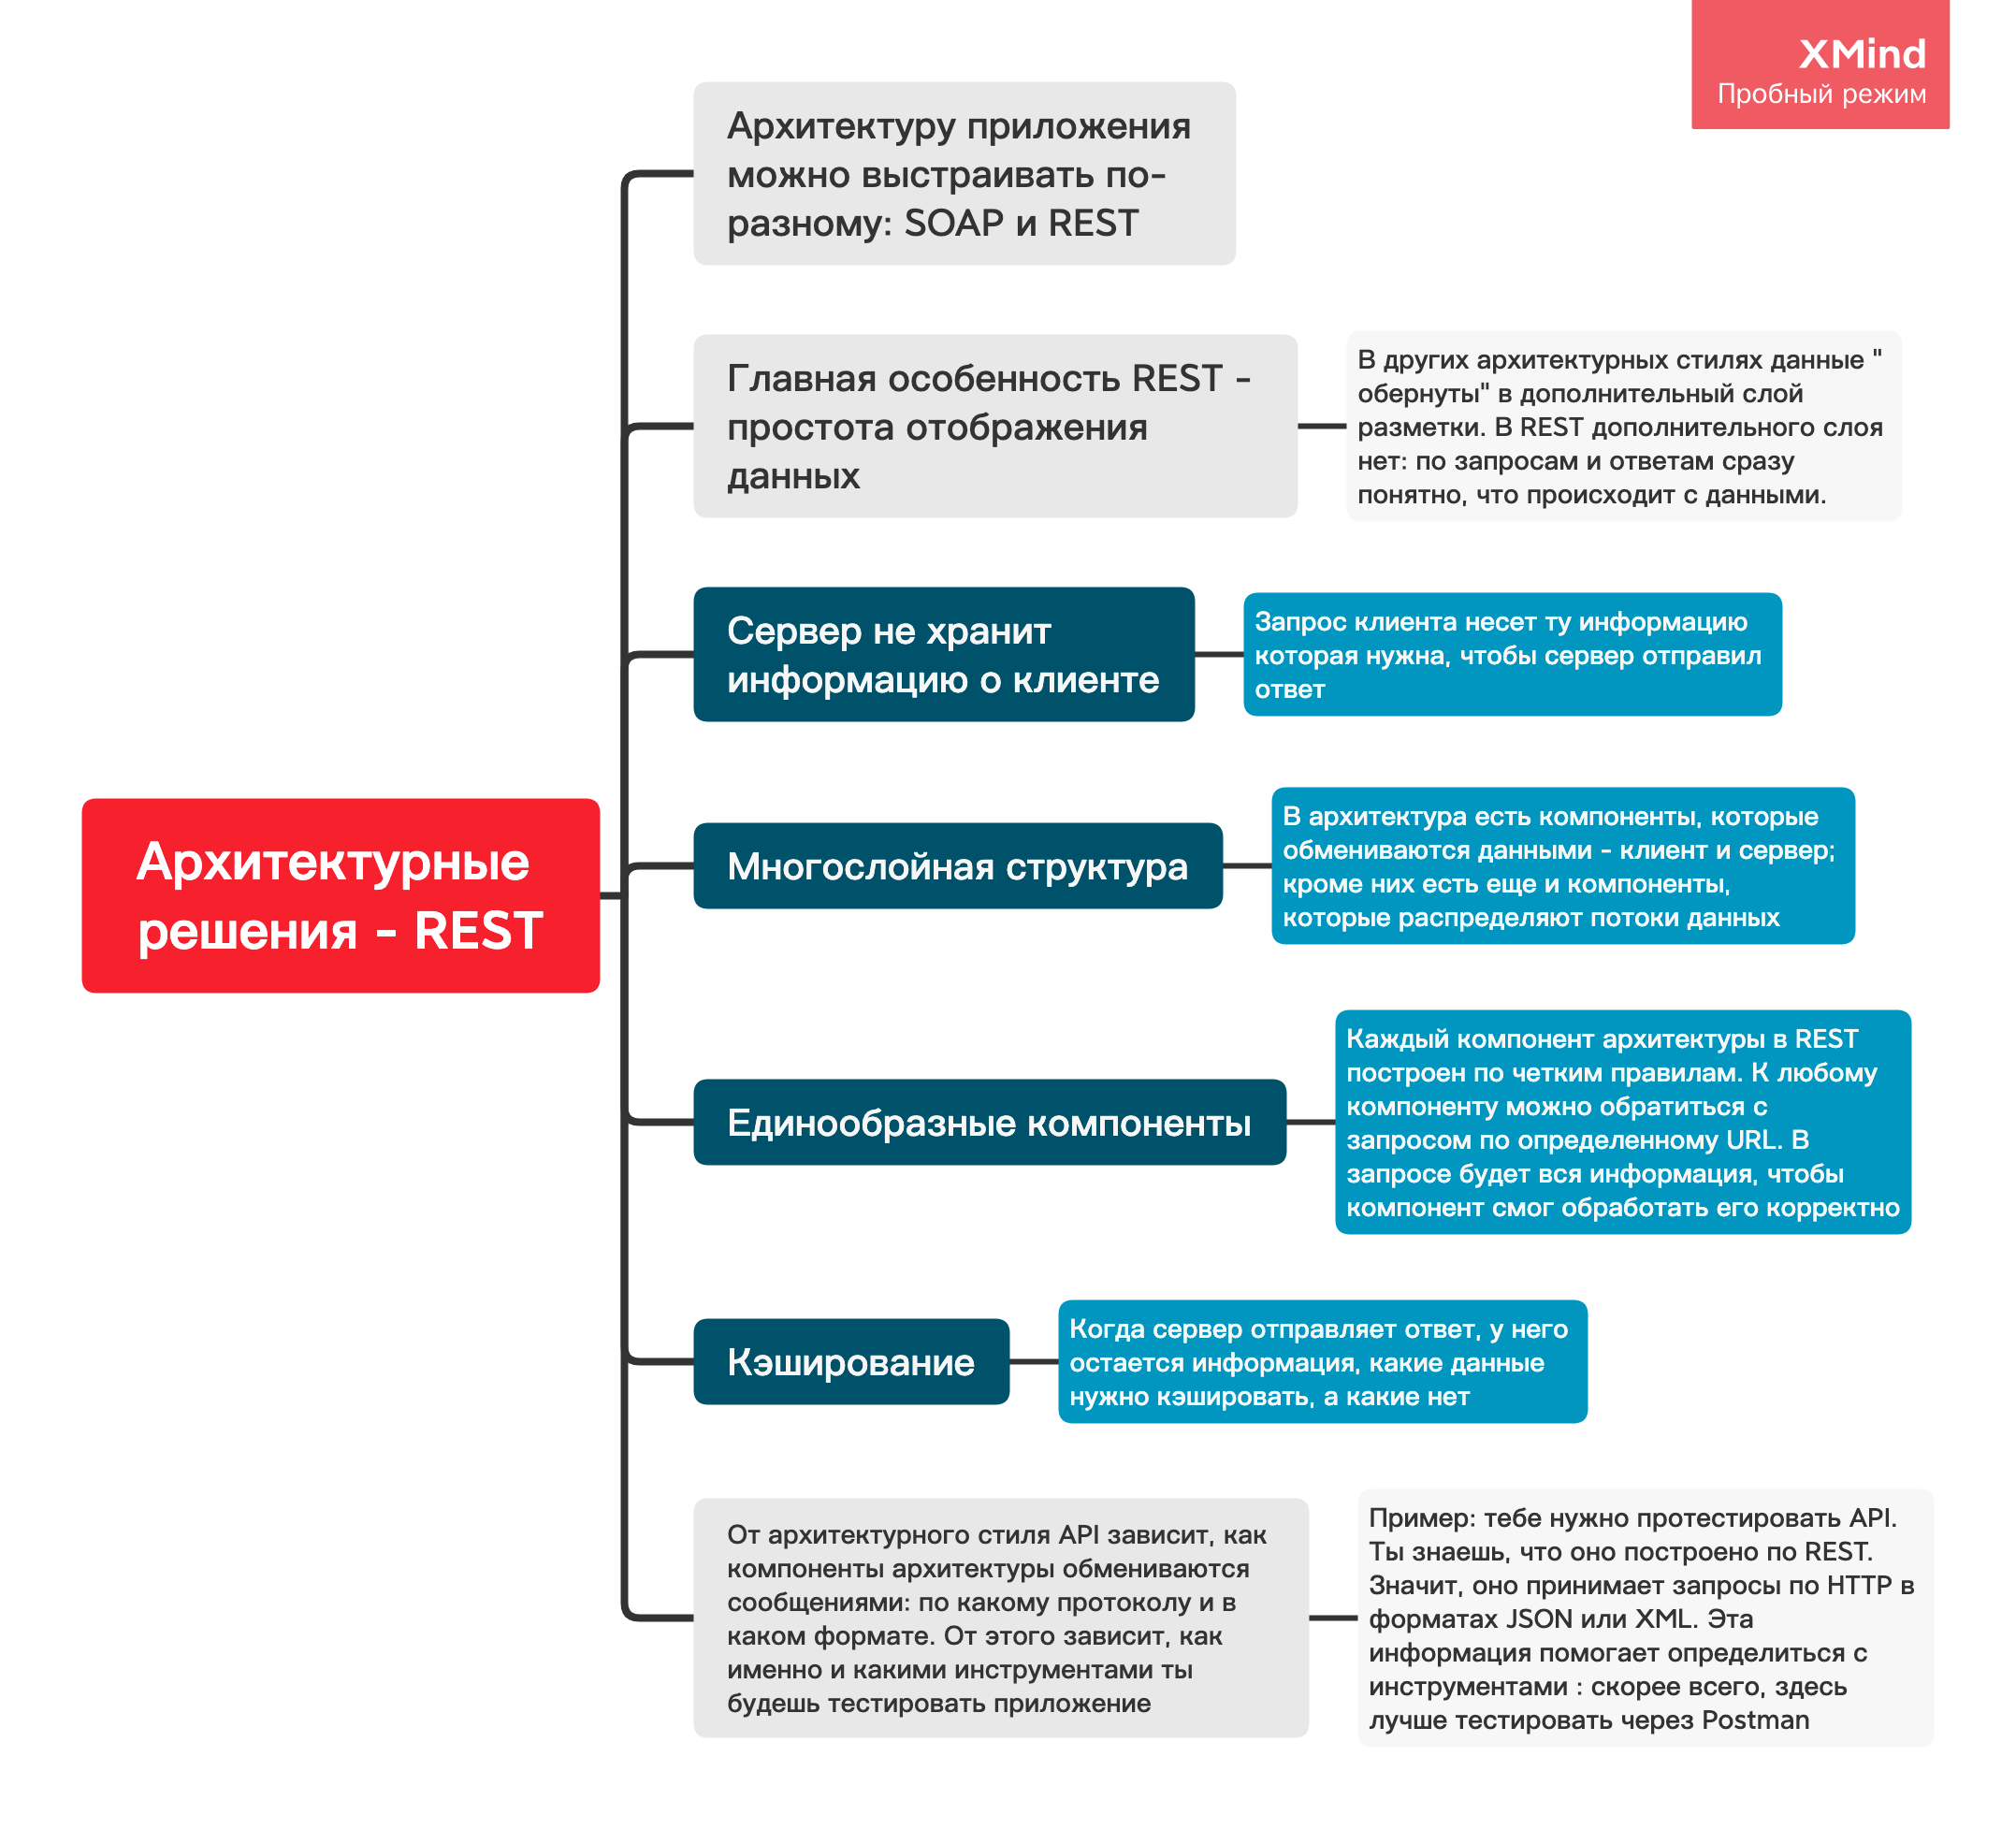 XMind
Пробный режим
Архитектуру приложения
можно выстраивать по-
разному: SOAP и REST
Главная особенность REST -
простота отображения
данных
В других архитектурных стилях данные "
обернуты" в дополнительный слой
разметки. В REST дополнительного слоя
нет: по запросам и ответам сразу
понятно, что происходит с данными.
Сервер не хранит
информацию о клиенте
Запрос клиента несет ту информацию
которая нужна, чтобы сервер отправил
ответ
Архитектурные
решения - REST
Многослойная структура
В архитектура есть компоненты, которые
обмениваются данными - клиент и сервер;
кроме них есть еще и компоненты,
которые распределяют потоки данных
Единообразные компоненты
Каждый компонент архитектуры в REST
построен по четким правилам. К любому
компоненту можно обратиться с
запросом по определенному URL. В
запросе будет вся информация, чтобы
компонент смог обработать его корректно
Кэширование
Когда сервер отправляет ответ, у него
остается информация, какие данные
нужно кэшировать, а какие нет
От архитектурного стиля API зависит, как
компоненты архитектуры обмениваются
сообщениями: по какому протоколу и в
каком формате. От этого зависит, как
именно и какими инструментами ты
будешь тестировать приложение
Пример: тебе нужно протестировать API.
Ты знаешь, что оно построено по REST.
Значит, оно принимает запросы по HTTP в
форматах JSON или XML. Эта
информация помогает определиться с
инструментами : скорее всего, здесь
лучше тестировать через Postman